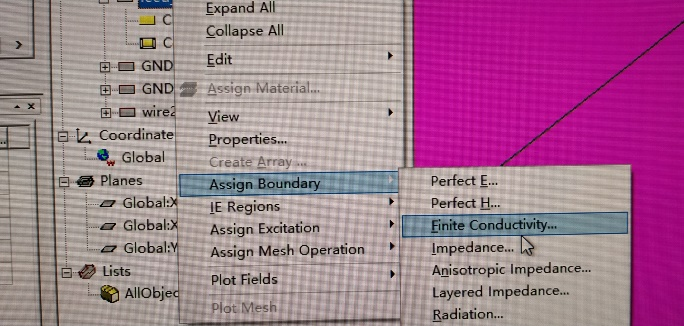 Expand All
Collapse All
Edit
Assign Material...
View
Properties...
Create Array ...
Assign Boundary
IE Regions
Assign Excitation
Assign Mesh Operation
Plot Fields
Plot Mesh
Perfect E...
Perfect H...
Finite Conductivity...
Impedance...
Anisotropic Impedance...
Layered Impedance...
Radiation...
C
C
GND
GND
wire2
Coordinate
Global
Planes
Global:X
Global:X
Global:Y
Lists
AllObjec